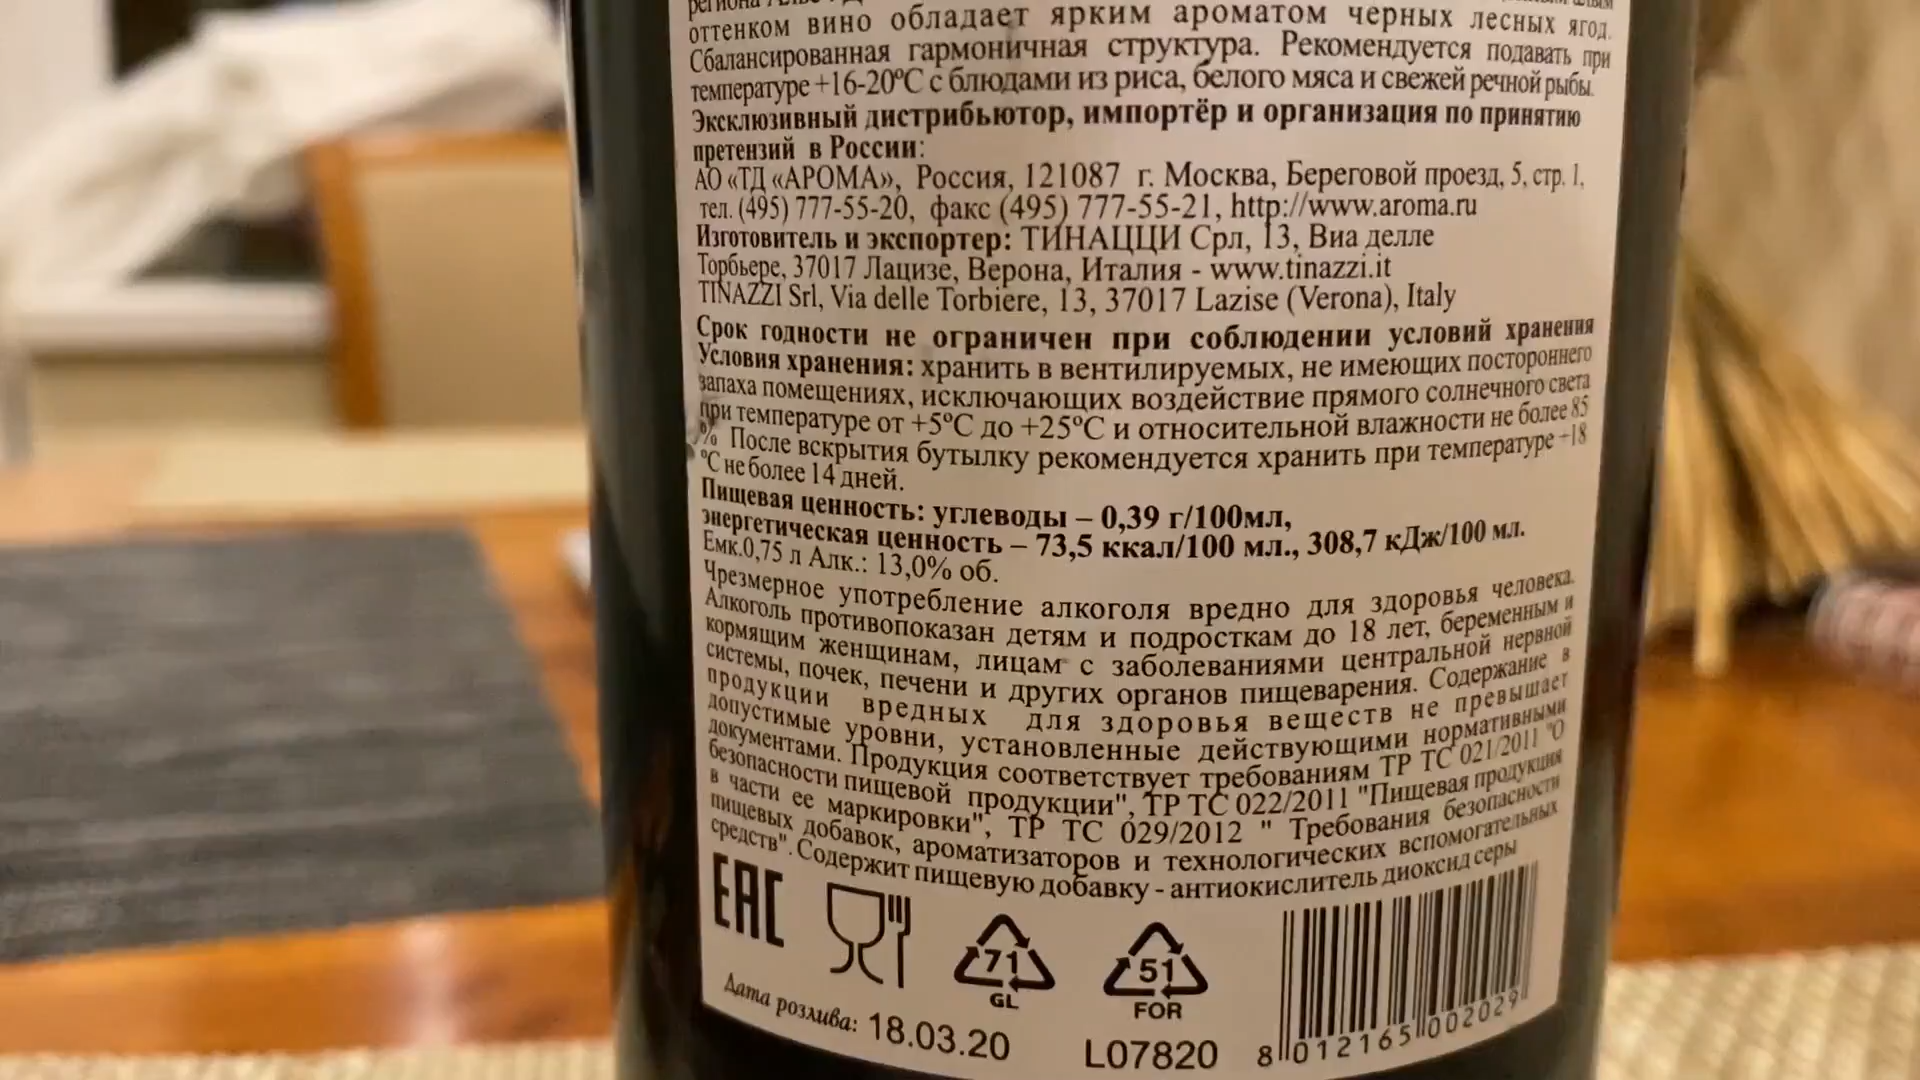 региона
оттенком вино обладает ярким ароматом черных лесных ягод.
Сбалансированная гармоничная структура. Рекомендуется подавать при
температуре +16-20ºС с блюдами из риса, белого мяса и свежей речной рыбы.
Эксклюзивный дистрибьютор, импортёр и организация по принятию
претензий в России:
АО «ТД «АРОМА», Россия, 121087 г. Москва, Береговой проезд, 5, стр. 1,
тел. (495) 777-55-20, факс (495) 777-55-21, http://www.aroma.ru
Изготовитель и экспортер: ТИНАЦЦИ Срл, 13, Виа делле
Торбьере, 37017 Лацизе, Верона, Италия - www.tinazzi.it
TINAZZI Srl, Via delle Torbiere, 13, 37017 Lazise (Verona), Italy
Срок годности не ограничен при соблюдении условий хранения
Условия хранения: хранить в вентилируемых, не имеющих постороннего
запаха помещениях, исключающих воздействие прямого солнечного света
при температуре от +5ºС до +25ºС и относительной влажности не более 85
% После вскрытия бутылку рекомендуется хранить при температуре +18
ºС не более 14 дней.
Пищевая ценность: углеводы – 0,39 г/100мл,
энергетическая ценность – 73,5 ккал/100 мл., 308,7 кДж/100 мл.
Емк.0,75 л Алк.: 13,0% об.
Чрезмерное употребление алкоголя вредно для здоровья человека.
Алкоголь противопоказан детям и подросткам до 18 лет, беременным и
кормящим женщинам, лицам с заболеваниями центральной нервной
системы, почек, печени и других органов пищеварения. Содержание в
продукции вредных для здоровья веществ не превышает
допустимые уровни, установленные действующими нормативными
документами. Продукция соответствует требованиям ТР ТС 021/2011 "О
безопасности пищевой продукции", ТР ТС 022/2011 "Пищевая продукция
в части ее маркировки", ТР ТС 029/2012 " Требования безопасности
пищевых добавок, ароматизаторов и технологических вспомогательных
средств". Содержит пищевую добавку - антиокислитель диоксид серы
EAC
71
GL
51
FOR
Дата розлива: 18.03.20
L07820
8 012165 002029